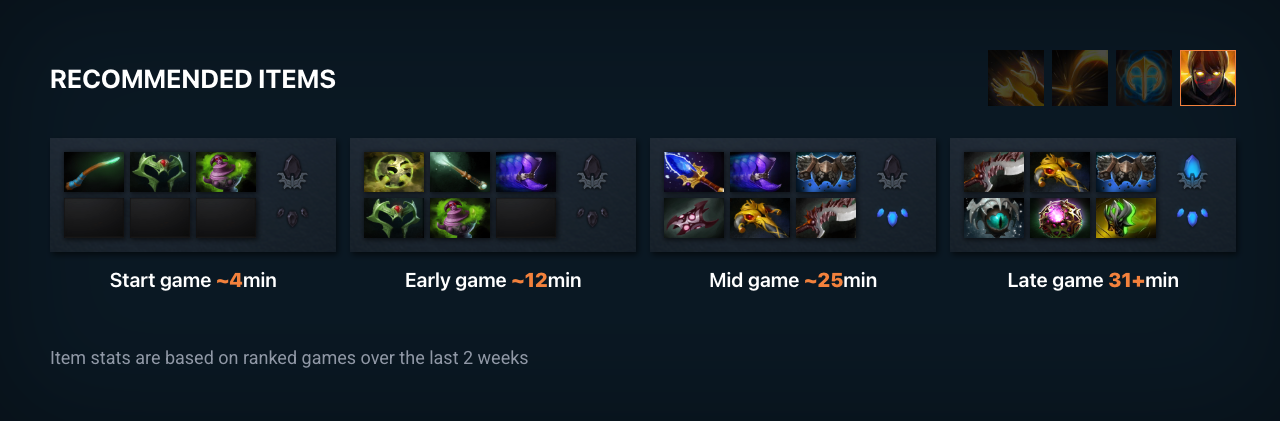 RECOMMENDED ITEMS
Start game ~4min
Early game ~12min
Mid game ~25min
Late game 31+min
Item stats are based on ranked games over the last 2 weeks